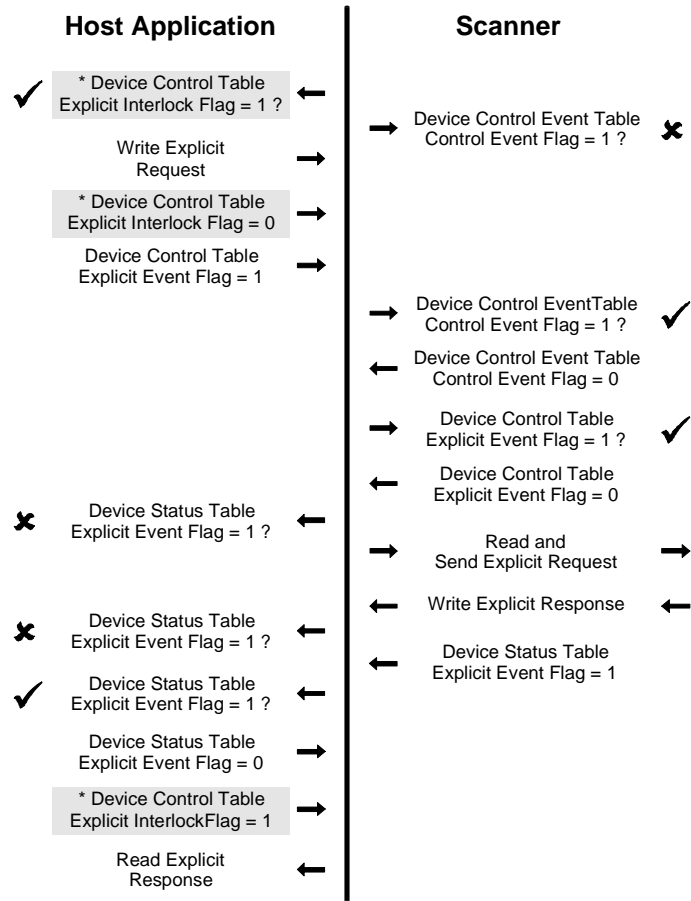 Host Application
* Device Control Table
Explicit Interlock Flag = 1 ?
Write Explicit
Request
* Device Control Table
Explicit Interlock Flag = 0
Device Control Table
Explicit Event Flag = 1
Device Status Table
Explicit Event Flag = 1 ?
Device Status Table
Explicit Event Flag = 1 ?
Device Status Table
Explicit Event Flag = 1 ?
Device Status Table
Explicit Event Flag = 0
* Device Control Table
Explicit InterlockFlag = 1
Read Explicit
Response
Scanner
Device Control Event Table
Control Event Flag = 1 ?
Device Control EventTable
Control Event Flag = 1 ?
Device Control Event Table
Control Event Flag = 0
Device Control Table
Explicit Event Flag = 1 ?
Device Control Table
Explicit Event Flag = 0
Read and
Send Explicit Request
Write Explicit Response
Device Status Table
Explicit Event Flag = 1